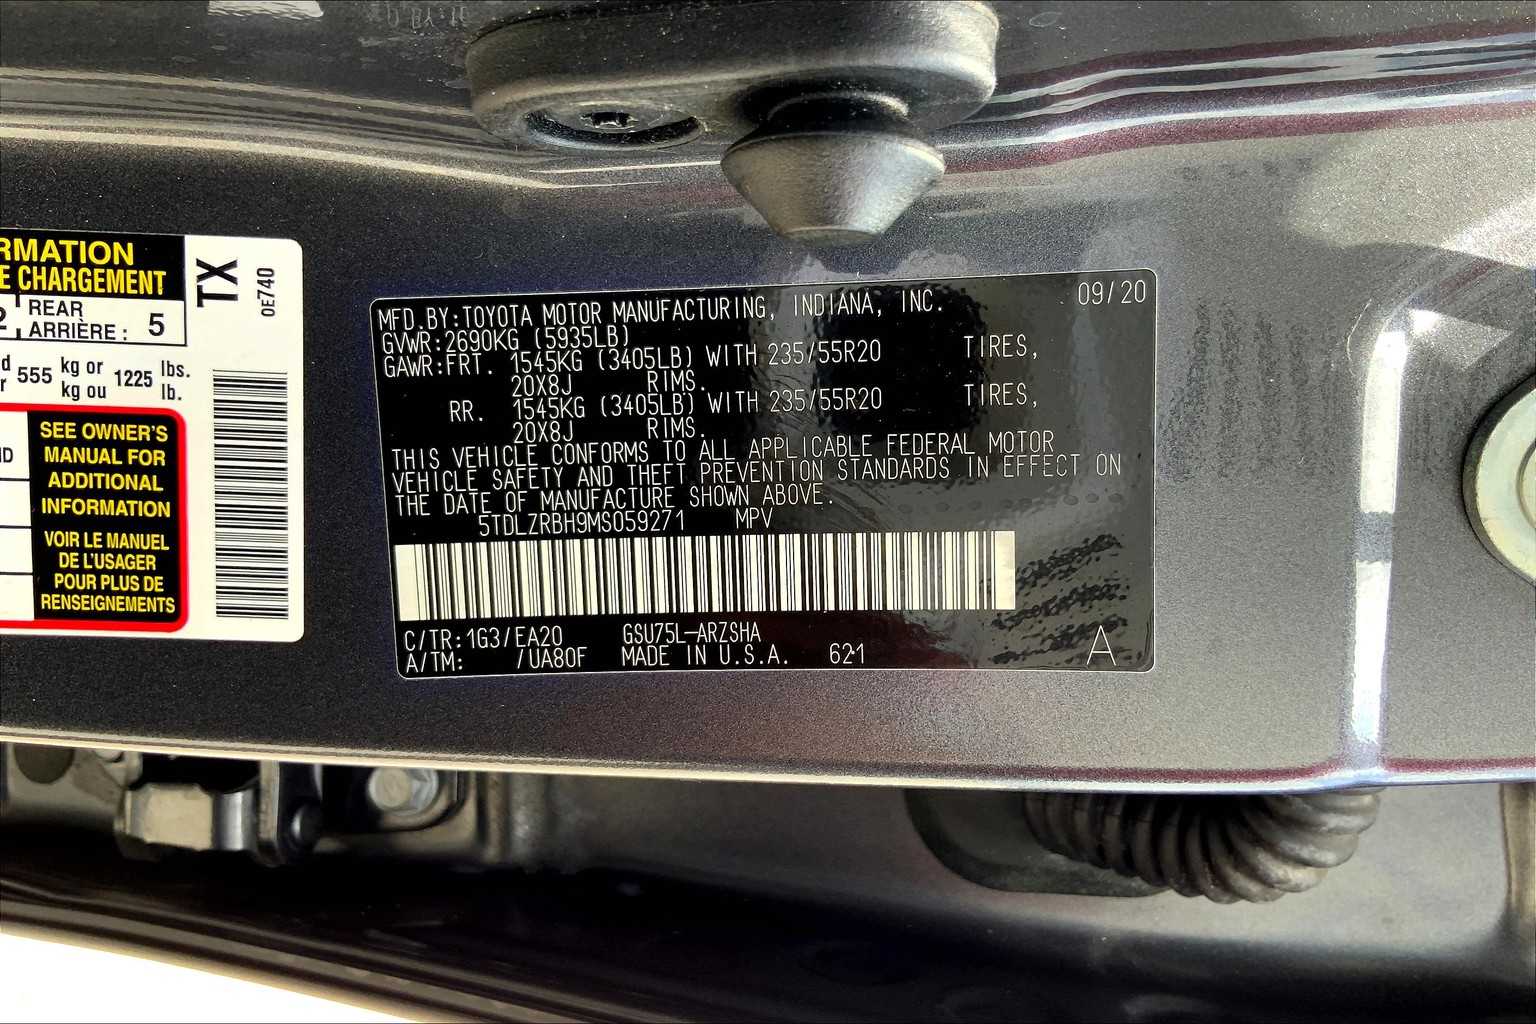 RMATION
E CHARGEMENT
REAR
ARRIÈRE : 5
555 kg or 1225 lbs.
kg ou lb.
SEE OWNER'S
MANUAL FOR
ADDITIONAL
INFORMATION
VOIR LE MANUEL
DE L'USAGER
POUR PLUS DE
RENSEIGNEMENTS
TX
0E740
MFD.BY:TOYOTA MOTOR MANUFACTURING, INDIANA, INC. 09/20
GVWR:2690KG (5935LB)
GAWR:FRT. 1545KG (3405LB) WITH 235/55R20 TIRES,
20X8J RIMS.
RR. 1545KG (3405LB) WITH 235/55R20 TIRES,
20X8J RIMS.
THIS VEHICLE CONFORMS TO ALL APPLICABLE FEDERAL MOTOR
VEHICLE SAFETY AND THEFT PREVENTION STANDARDS IN EFFECT ON
THE DATE OF MANUFACTURE SHOWN ABOVE.
5TDLZRBH9MS059271 MPV
C/TR:1G3/EA20 GSU75L-ARZSHA
A/TM: /UA80F MADE IN U.S.A. 621 A